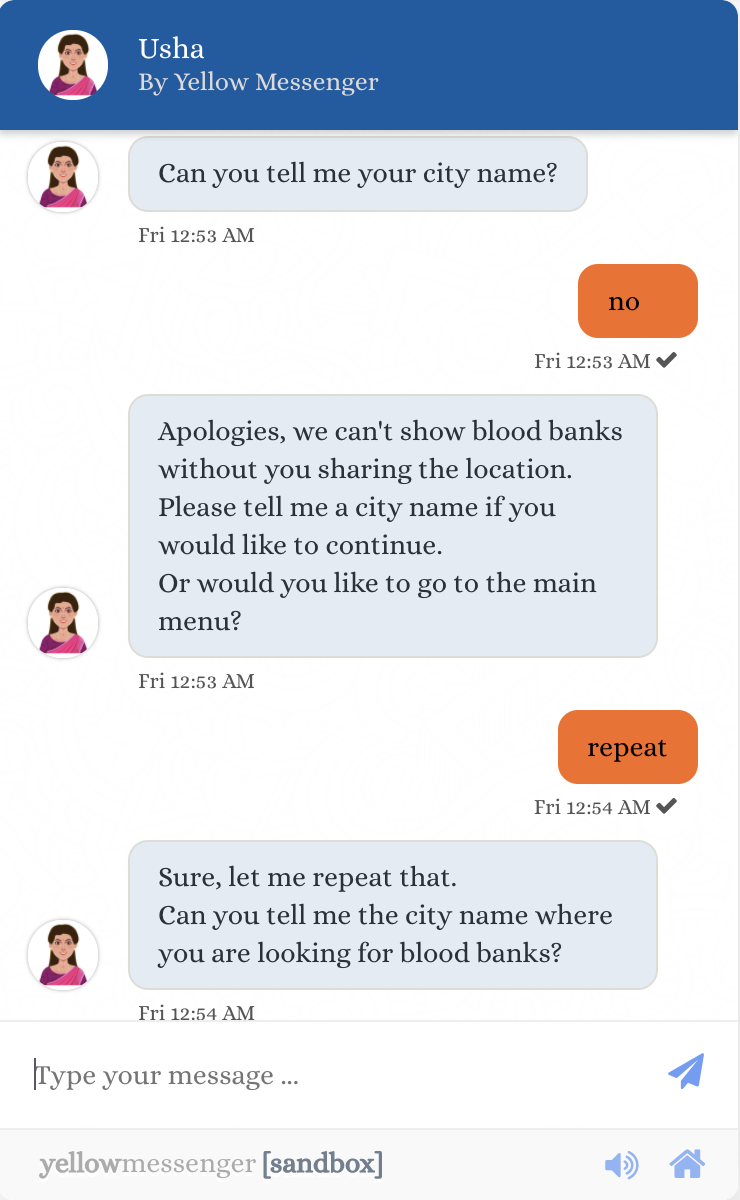 Usha
By Yellow Messenger
Can you tell me your city name?
Fri 12:53 AM
no
Fri 12:53 AM
Apologies, we can't show blood banks
without you sharing the location.
Please tell me a city name if you
would like to continue.
Or would you like to go to the main
menu?
Fri 12:53 AM
repeat
Fri 12:54 AM
Sure, let me repeat that.
Can you tell me the city name where
you are looking for blood banks?
Fri 12:54 AM
Type your message ...
yellowmessenger [sandbox]